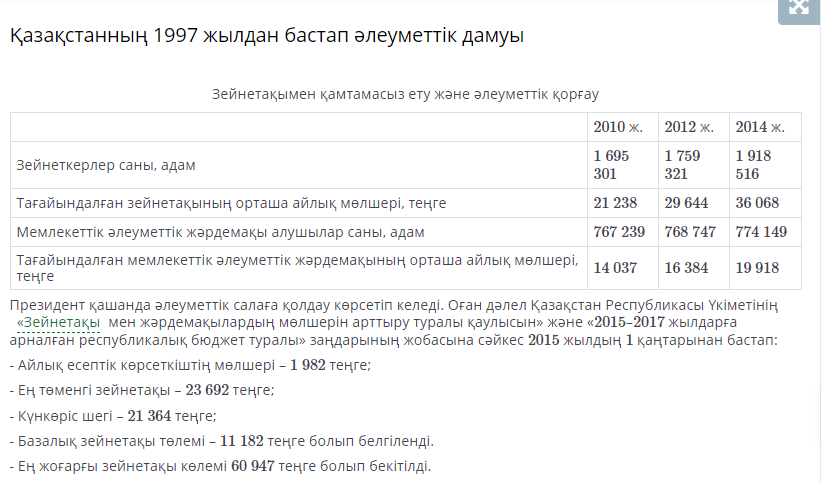 Қазақстанның 1997 жылдан бастап әлеуметтік дамуы
Зейнетақымен қамтамасыз ету және әлеуметтік қорғау
2010 ж. 2012 ж. 2014 ж.
Зейнеткерлер саны, адам 1 695 301 1 759 321 1 918 516
Тағайындалған зейнетақының орташа айлық мөлшері, теңге 21 238 29 644 36 068
Мемлекеттік әлеуметтік жәрдемақы алушылар саны, адам 767 239 768 747 774 149
Тағайындалған мемлекеттік әлеуметтік жәрдемақының орташа айлық мөлшері,
теңге 14 037 16 384 19 918
Президент қашанда әлеуметтік салаға қолдау көрсетіп келеді. Оған дәлел Қазақстан Республикасы Үкіметінің
«Зейнетақы мен жәрдемақылардың мөлшерін арттыру туралы қаулысын» және «2015–2017 жылдарға
арналған республикалық бюджет туралы» заңдарының жобасына сәйкес 2015 жылдың 1 қаңтарынан бастап:
- Айлық есептік көрсеткіштің мөлшері – 1 982 теңге;
- Ең төменгі зейнетақы – 23 692 теңге;
- Күнкөріс шегі – 21 364 теңге;
- Базалық зейнетақы төлемі – 11 182 теңге болып белгіленді.
- Ең жоғарғы зейнетақы көлемі 60 947 теңге болып бекітілді.